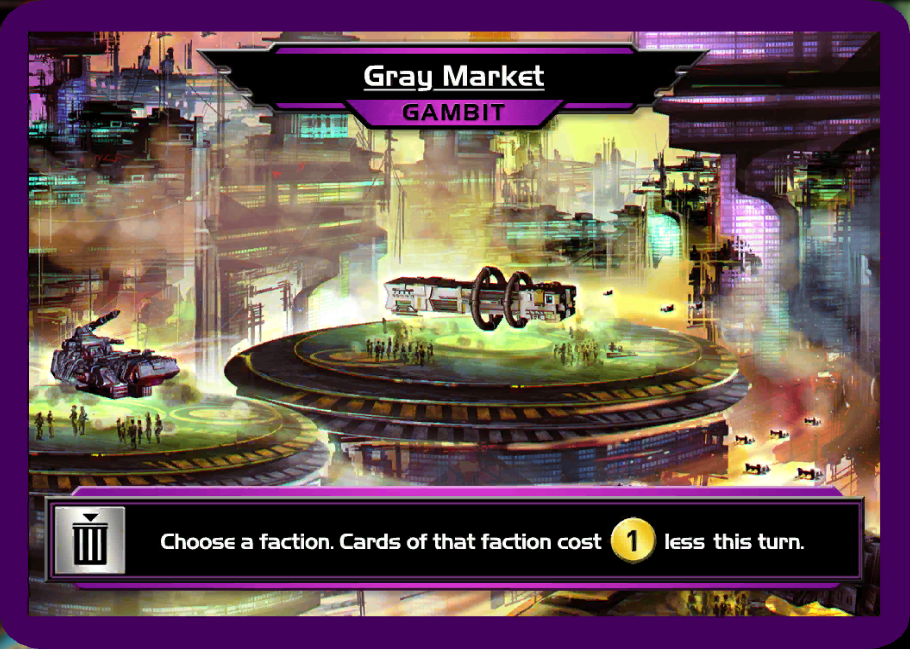 Gray Market
GAMBIT
Choose a faction. Cards of that faction cost 1 less this turn.